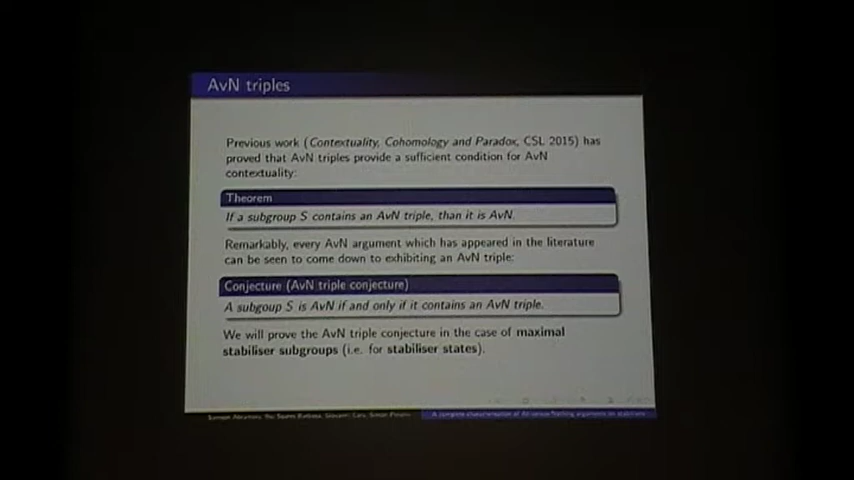 AvN triples
Previous work (Contextuality, Cohomology and Paradox, CSL 2015) has
proved that AvN triples provide a sufficient condition for AvN
contextuality:
Theorem
If a subgroup S contains an AvN triple, than it is AvN.
Remarkably, every AvN argument which has appeared in the literature
can be seen to come down to exhibiting an AvN triple:
Conjecture (AvN triple conjecture)
A subgoup S is AvN if and only if it contains an AvN triple.
We will prove the AvN triple conjecture in the case of maximal
stabiliser subgroups (i.e. for stabiliser states).